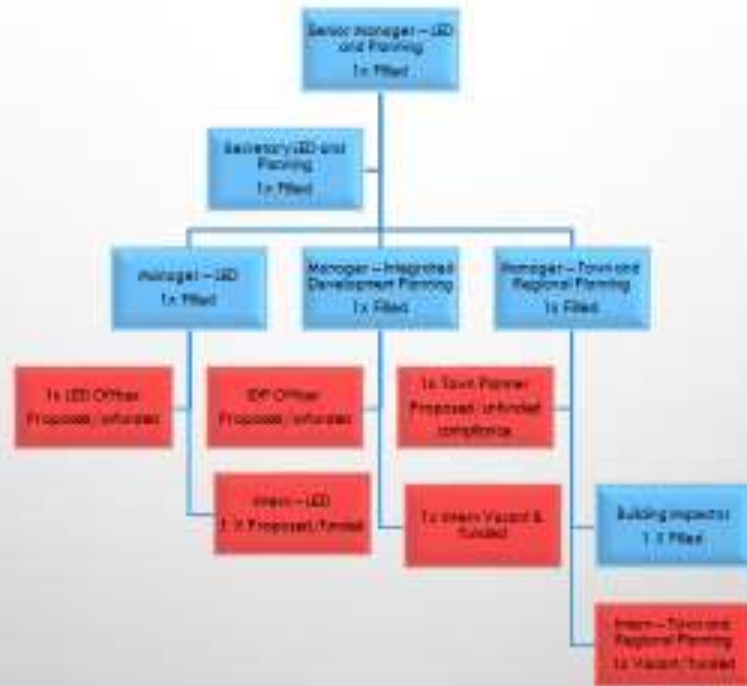 Senior Manager – LED
and Planning
1x Filled
Secretary LED and
Planning
1x Filled
Manager – LED
1x Filled
Manager – Integrated
Development Planning
1x Filled
Manager – Town and
Regional Planning
1x Filled
1x LED Officer
Proposed/unfunded
IDP Officer
Proposed/unfunded
1x Town Planner
Proposed/unfunded
compliance
Intern – LED
1 X Proposed/funded
1x Intern Vacant &
funded
Building Inspector
1 X Filled
Intern – Town and
Regional Planning
1x Vacant/funded